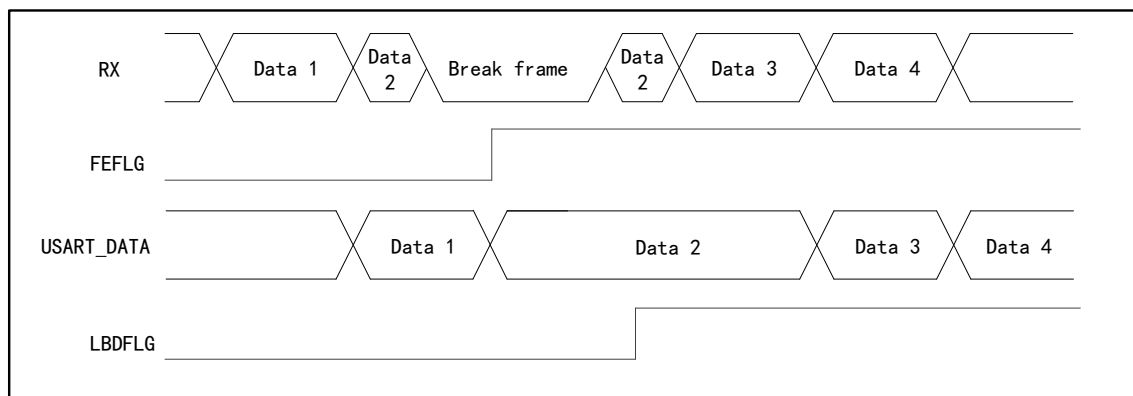 RX Data 1 Data 2 Break frame Data 2 Data 3 Data 4
FEFLG
USART_DATA Data 1 Data 2 Data 3 Data 4
LBDFLG